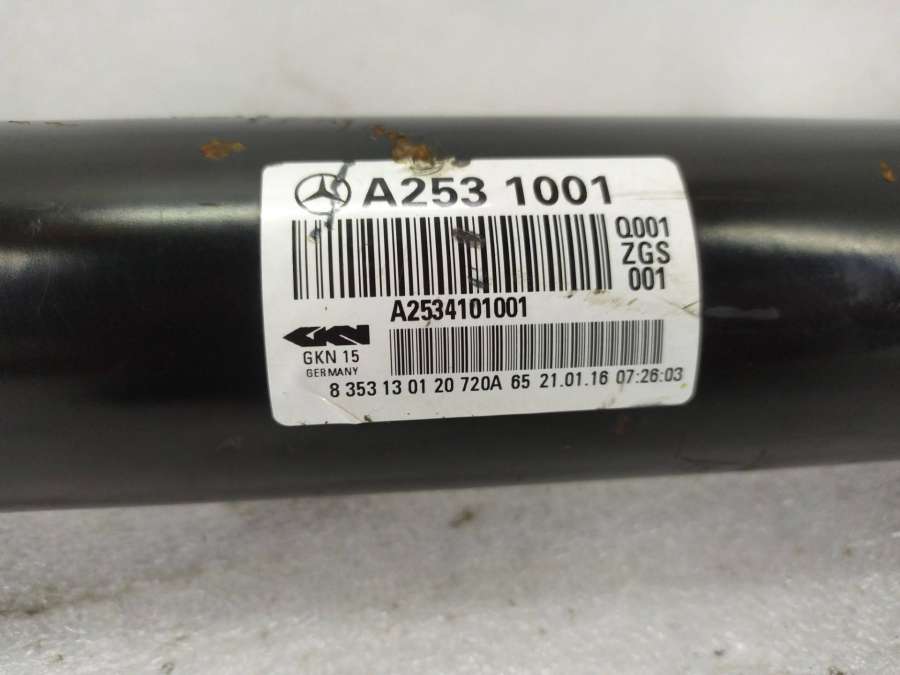 A253 1001
Q001
ZGS
001
A2534101001
GKN
GKN 15
GERMANY
8 353 13 01 20 720A 65 21.01.16 07:26:03